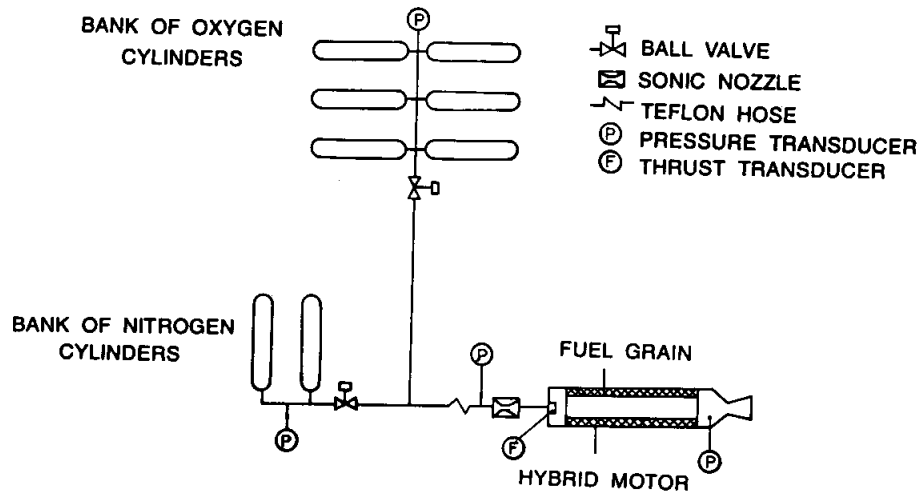 BANK OF OXYGEN
CYLINDERS
P
BALL VALVE
SONIC NOZZLE
TEFLON HOSE
P PRESSURE TRANSDUCER
F THRUST TRANSDUCER
BANK OF NITROGEN
CYLINDERS
P
P
FUEL GRAIN
F
P
HYBRID MOTOR